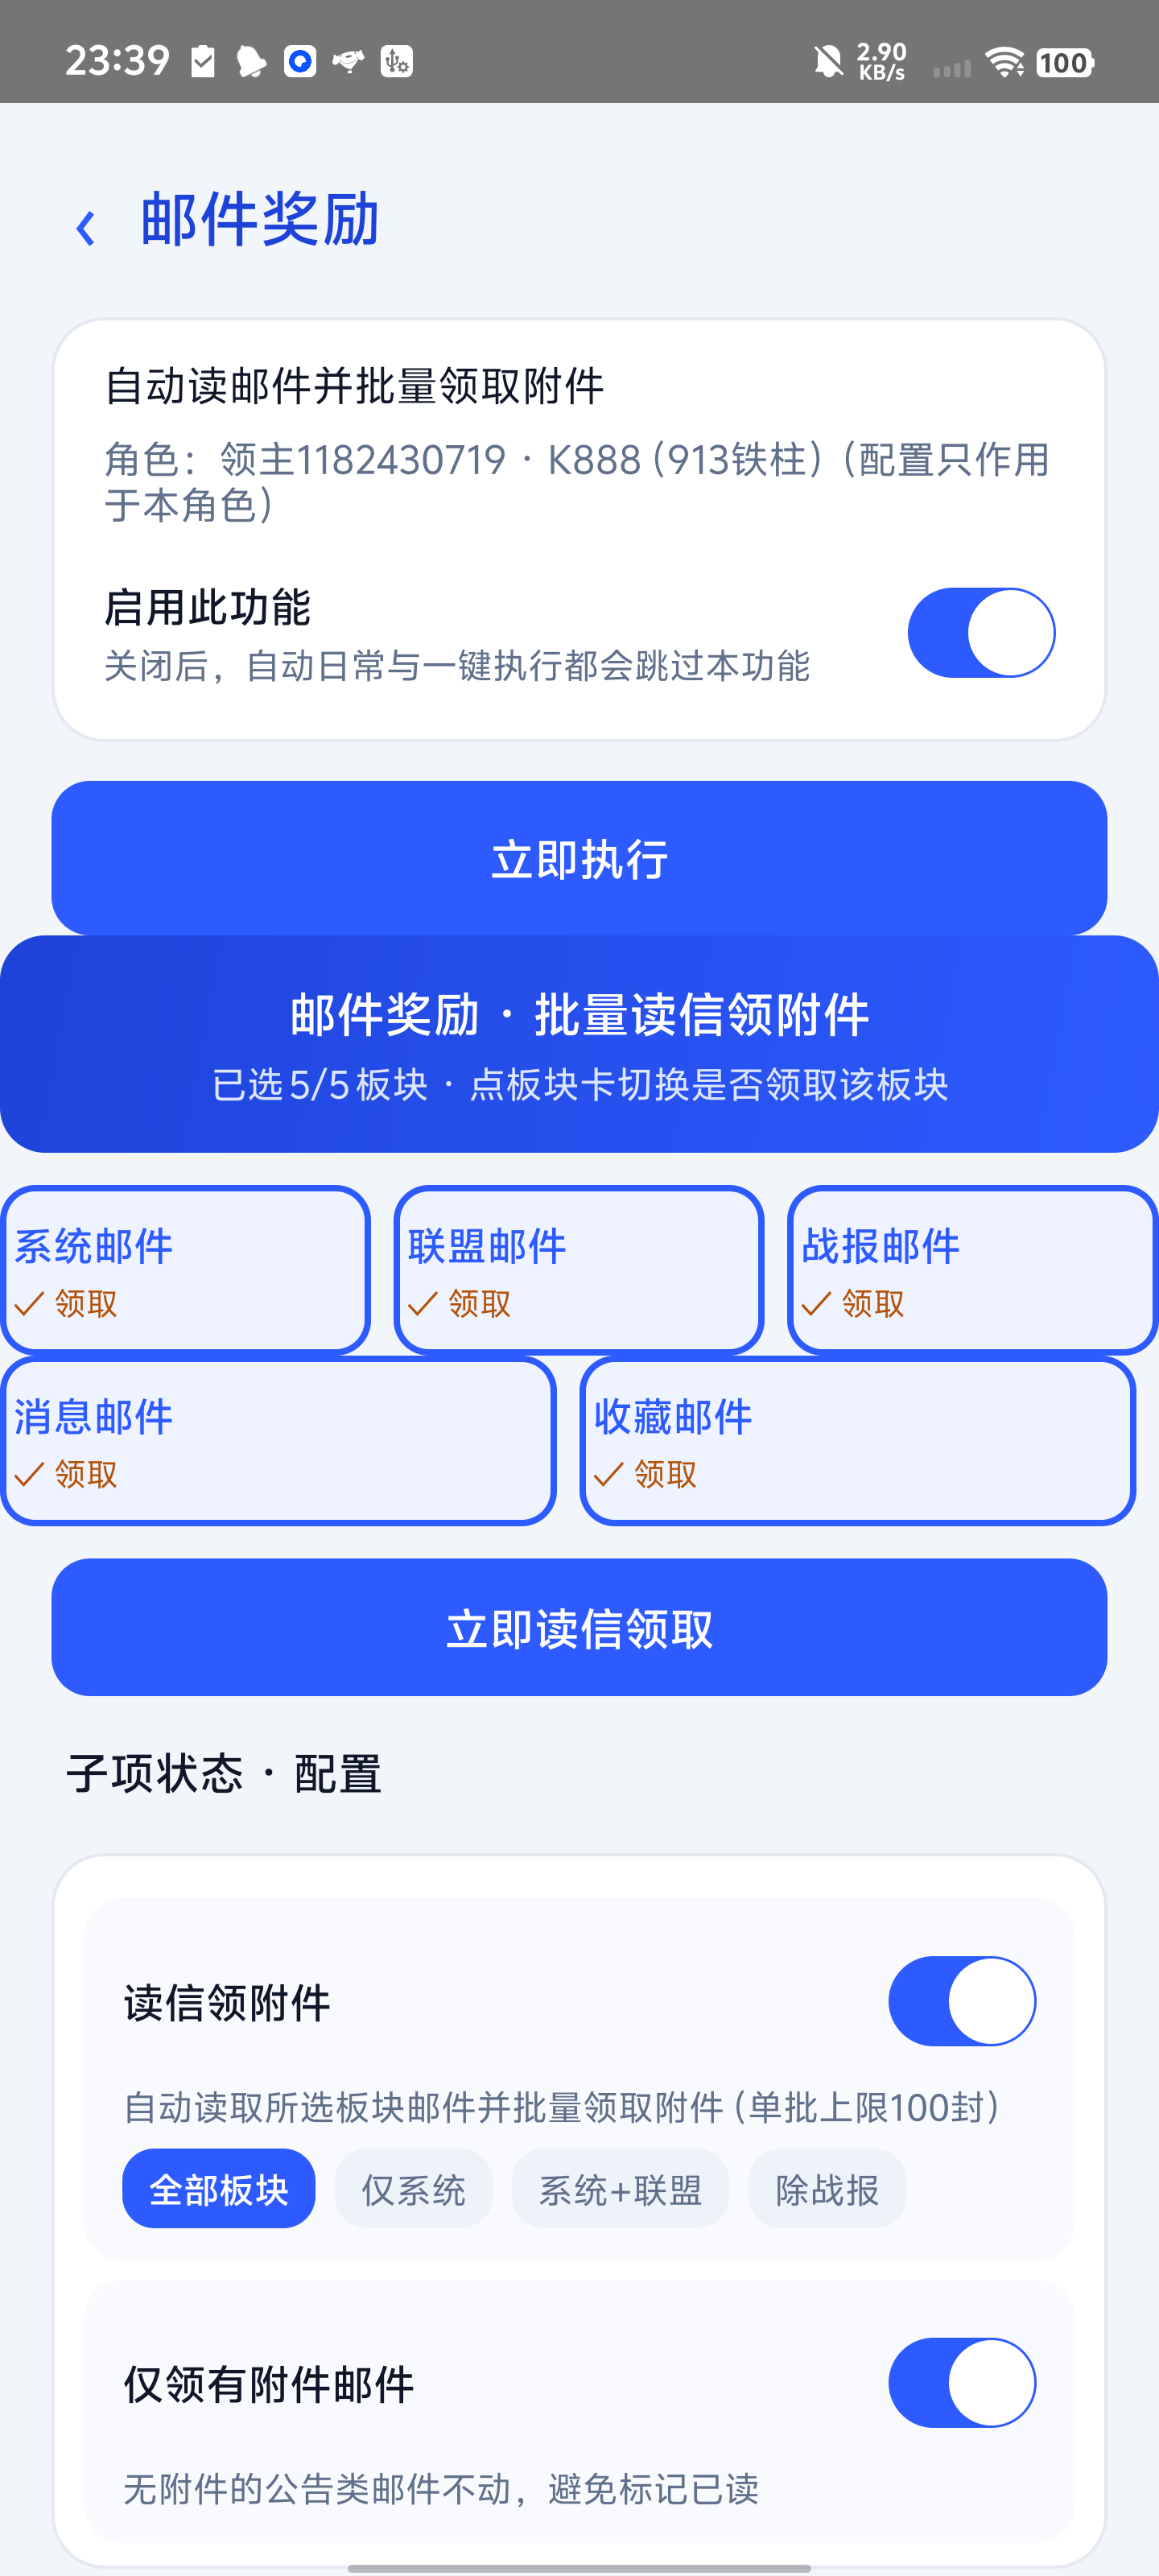 23:39
2.90
KB/s
100
邮件奖励
自动读邮件并批量领取附件
角色：领主1182430719 · K888（913铁柱）（配置只作用
于本角色）
启用此功能
关闭后，自动日常与一键执行都会跳过本功能
立即执行
邮件奖励 · 批量读信领附件
已选 5/5 板块 · 点板块卡切换是否领取该板块
系统邮件
✓ 领取
联盟邮件
✓ 领取
战报邮件
✓ 领取
消息邮件
✓ 领取
收藏邮件
✓ 领取
立即读信领取
子项状态 · 配置
读信领附件
自动读取所选板块邮件并批量领取附件（单批上限100封）
全部板块
仅系统
系统+联盟
除战报
仅领有附件邮件
无附件的公告类邮件不动，避免标记已读